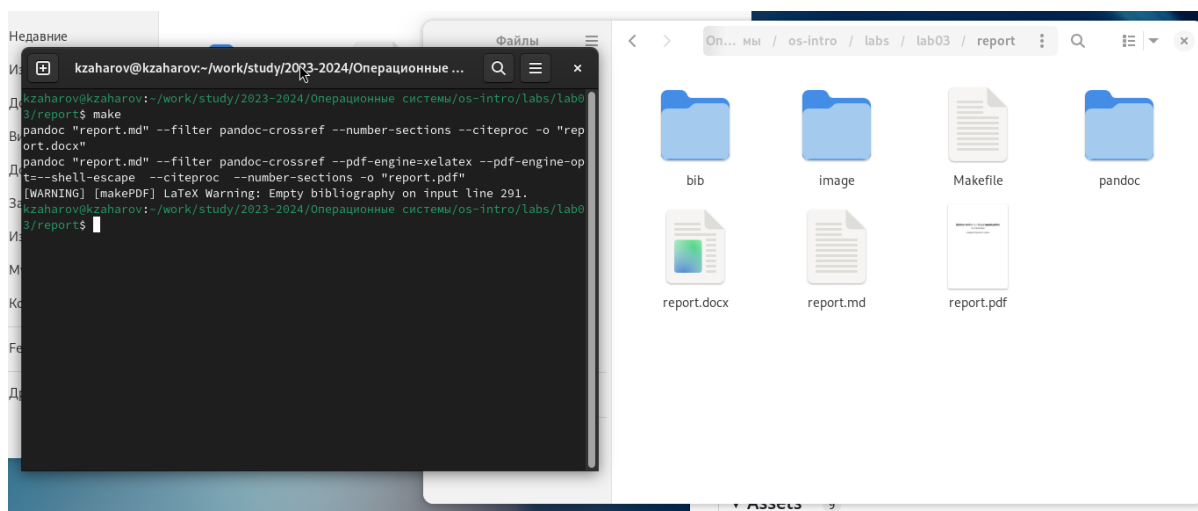 Недавние
kzaharov@kzaharov:~/work/study/2023-2024/Операционные ...
kzaharov@kzaharov:~/work/study/2023-2024/Операционные системы/os-intro/labs/lab0
3/report$ make
pandoc "report.md" --filter pandoc-crossref --number-sections --citeproc -o "rep
ort.docx"
pandoc "report.md" --filter pandoc-crossref --pdf-engine=xelatex --pdf-engine-op
t=--shell-escape  --citeproc  --number-sections -o "report.pdf"
[WARNING] [makePDF] LaTeX Warning: Empty bibliography on input line 291.
kzaharov@kzaharov:~/work/study/2023-2024/Операционные системы/os-intro/labs/lab0
3/report$
Файлы
Оп... мы / os-intro / labs / lab03 / report
bib
image
Makefile
pandoc
report.docx
report.md
report.pdf
Assets 9